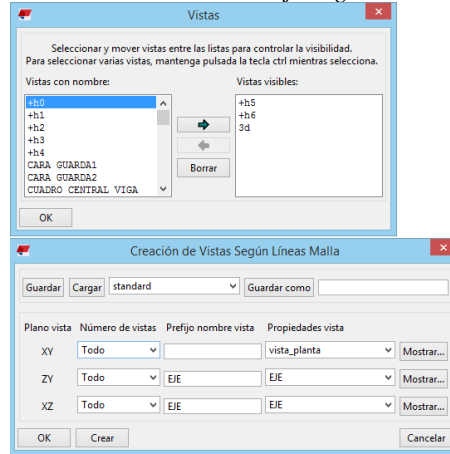 Vistas
Seleccionar y mover vistas entre las listas para controlar la visibilidad.
Para seleccionar varias vistas, mantenga pulsada la tecla ctrl mientras selecciona.
Vistas con nombre:
Vistas visibles:
+h0
+h1
+h2
+h3
+h4
CARA GUARDA1
CARA GUARDA2
CUADRO CENTRAL VIGA
Borrar
+h5
+h6
3d
OK
Creación de Vistas Según Líneas Malla
Guardar Cargar standard Guardar como
Plano vista Número de vistas Prefijo nombre vista Propiedades vista
XY Todo vista_planta Mostrar...
ZY Todo EJE EJE Mostrar...
XZ Todo EJE EJE Mostrar...
OK Crear Cancelar